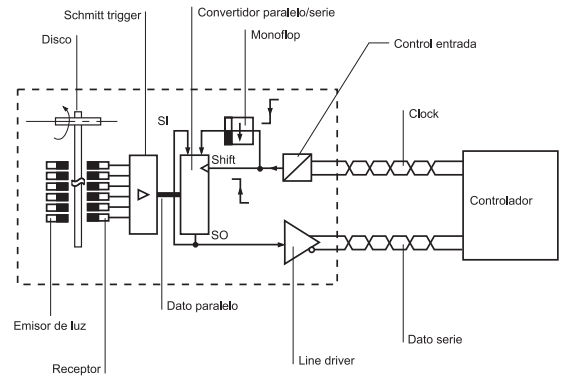 Schmitt trigger
Convertidor paralelo/serie
Disco
Monoflop
Control entrada
SI
Clock
Shift
Controlador
SO
Dato paralelo
Emisor de luz
Dato serie
Receptor
Line driver